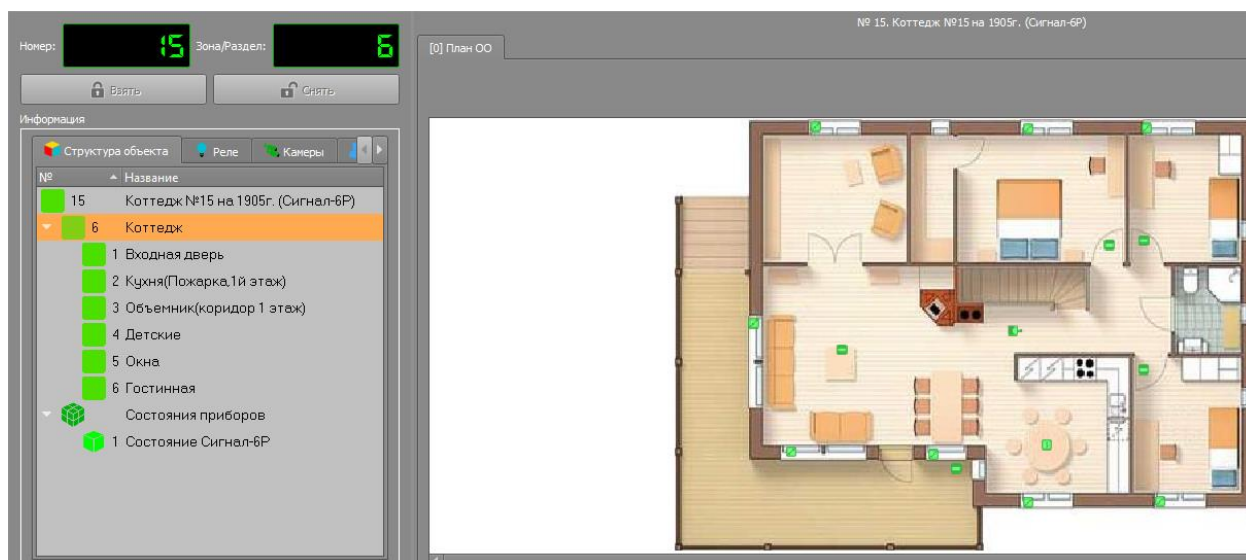 № 15. Коттедж №15 на 1905г. (Сигнал-6Р)
Номер: 15 Зона/Раздел: 6
[0] План ОО
Взять Снять
Информация
Структура объекта Реле Камеры
№ Название
15 Коттедж №15 на 1905г. (Сигнал-6Р)
6 Коттедж
1 Входная дверь
2 Кухня(Пожарка,1й этаж)
3 Объемник(коридор 1 этаж)
4 Детские
5 Окна
6 Гостинная
Состояния приборов
1 Состояние Сигнал-6Р